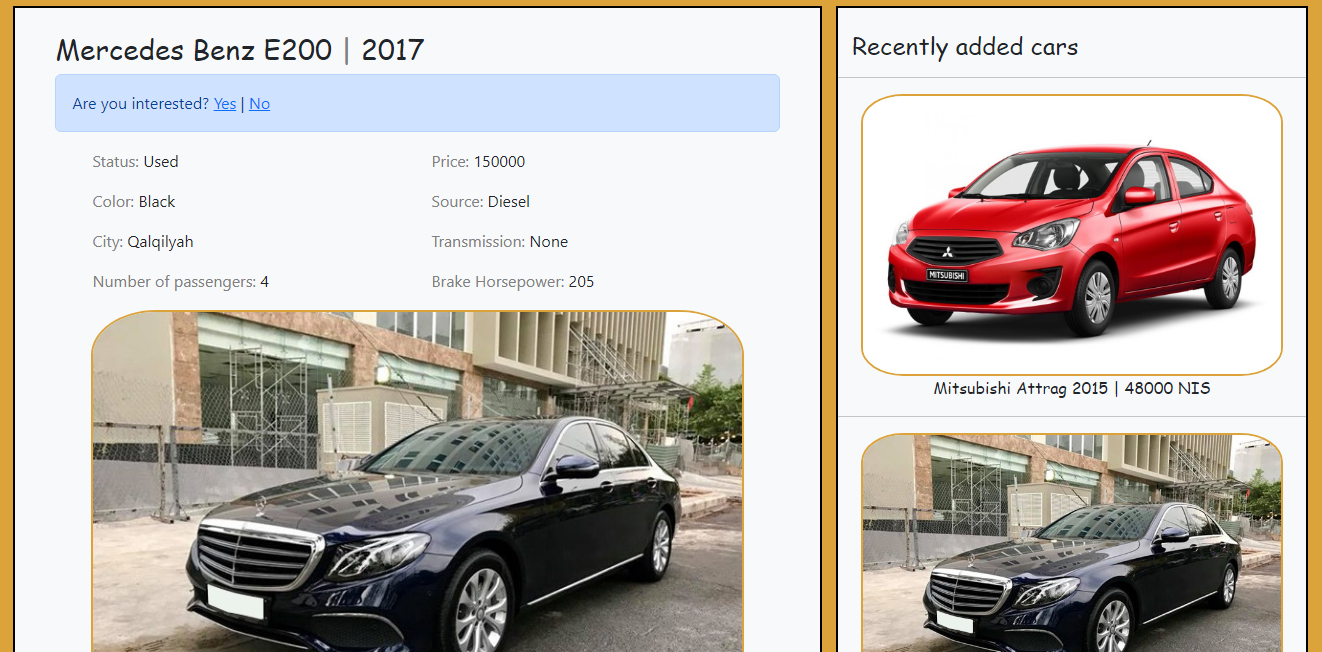 Mercedes Benz E200 | 2017
Are you interested? Yes | No
Status: Used
Price: 150000
Color: Black
Source: Diesel
City: Qalqilyah
Transmission: None
Number of passengers: 4
Brake Horsepower: 205
Recently added cars
MITSUBISHI
Mitsubishi Attrag 2015 | 48000 NIS